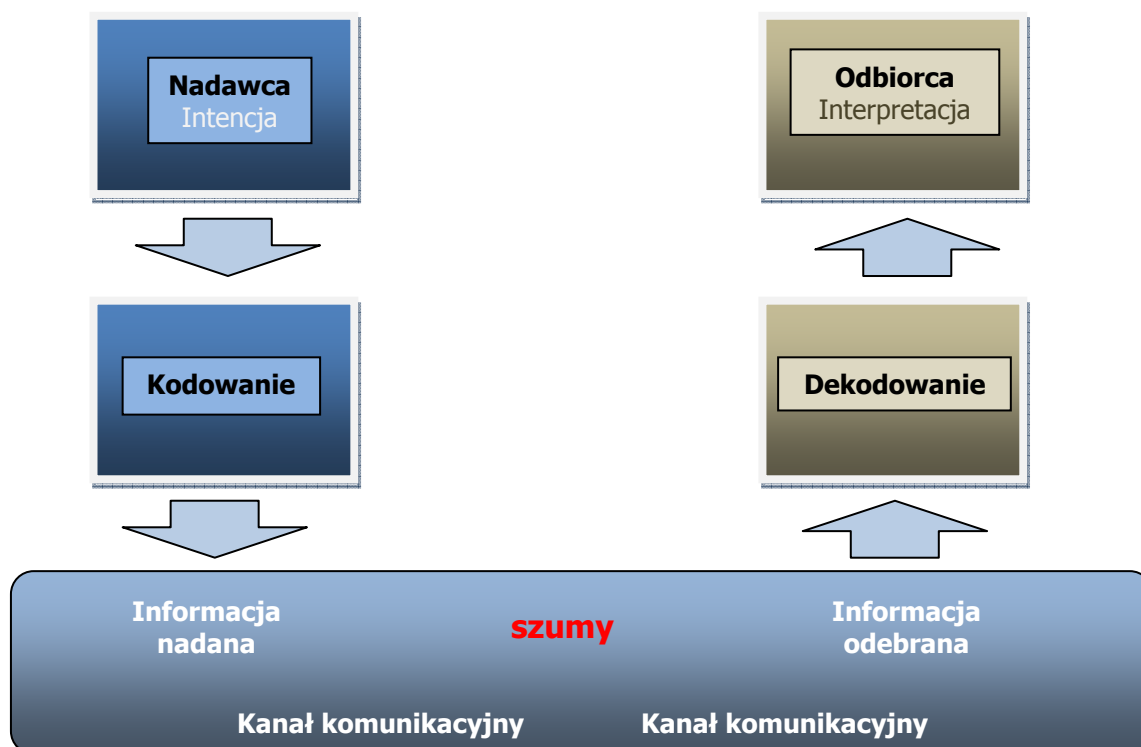 Nadawca
Intencja
Odbiorca
Interpretacja
Kodowanie
Dekodowanie
Informacja
nadana
szumy
Informacja
odebrana
Kanał komunikacyjny
Kanał komunikacyjny